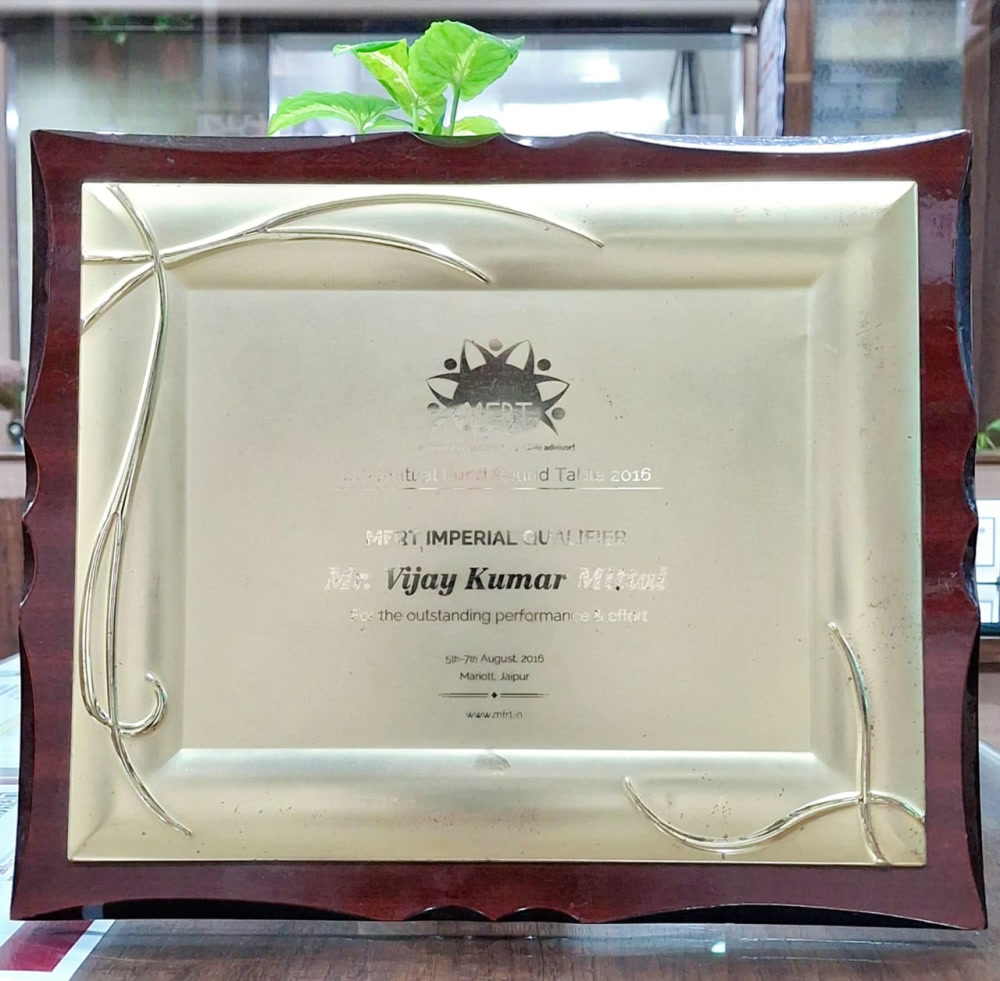 MFRT
advisor!
Mutual Fund Round Table 2016
MFRT IMPERIAL QUALIFIER
Mr. Vijay Kumar Mittal
For the outstanding performance & effort
5th-7th August, 2016
Mariott, Jaipur
www.mfrt.in